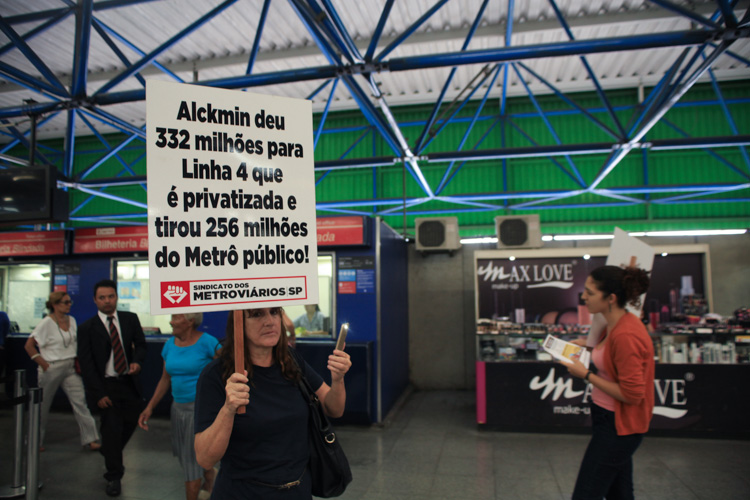 Alckmin deu
332 milhões para
Linha 4 que
é privatizada e
tirou 256 milhões
do Metrô público!
SINDICATO DOS
METROVIÁRIOS|SP
Bilheteria Blindada
MAX LOVE
make-up
MAX LOVE
make-